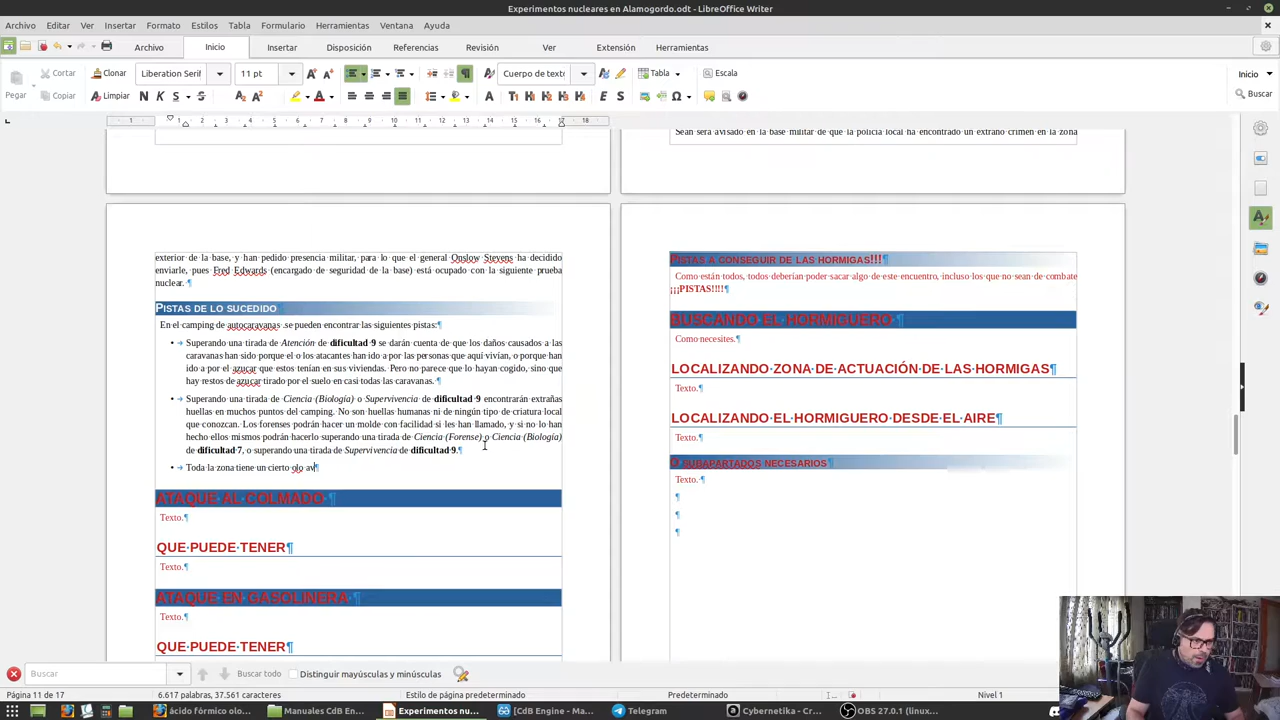 Experimentos nucleares en Alamogordo.odt - LibreOffice Writer
Archivo Editar Ver Insertar Formato Estilos Tabla Formulario Herramientas Ventana Ayuda
Archivo Inicio Insertar Disposición Referencias Revisión Ver Extensión Herramientas
Pegar Cortar Clonar Liberation Serif 11 pt Cuerpo de texto Tabla Escala Inicio
Copiar Limpiar Buscar
Sean será avisado en la base militar de que la policía local ha encontrado un extraño crimen en la zona
exterior de la base, y han pedido presencia militar, para lo que el general Onslow Stevens ha decidido
enviarle, pues Fred Edwards (encargado de seguridad de la base) está ocupado con la siguiente prueba
nuclear. ¶
PISTAS DE LO SUCEDIDO ¶
En el camping de autocaravanas .se pueden encontrar las siguientes pistas:¶
• Superando una tirada de Atención de dificultad 9 se darán cuenta de que los daños causados a las
caravanas han sido porque el o los atacantes han ido a por las personas que aquí vivían, o porque han
ido a por el azucar que estos tenían en sus viviendas. Pero no parece que lo hayan cogido, sino que
hay restos de azucar tirado por el suelo en casi todas las caravanas. ¶
• Superando una tirada de Ciencia (Biología) o Supervivencia de dificultad 9 encontrarán extrañas
huellas en muchos puntos del camping. No son huellas humanas ni de ningún tipo de criatura local
que conozcan. Los forenses podrán hacer un molde con facilidad si les han llamado, y si no lo han
hecho ellos mismos podrán hacerlo superando una tirada de Ciencia (Forense) o Ciencia (Biología)
de dificultad 7, o superando una tirada de Supervivencia de dificultad 9.¶
• Toda la zona tiene un cierto olo av¶
ATAQUE AL COLMADO ¶
Texto.¶
QUE PUEDE TENER¶
Texto.¶
ATAQUE EN GASOLINERA ¶
Texto.¶
QUE PUEDE TENER¶
PISTAS A CONSEGUIR DE LAS HORMIGAS!!!¶
Como están todos, todos deberían poder sacar algo de este encuentro, incluso los que no sean de combate
¡¡¡PISTAS!!!!¶
BUSCANDO EL HORMIGUERO ¶
Como necesites.¶
LOCALIZANDO ZONA DE ACTUACIÓN DE LAS HORMIGAS¶
Texto.¶
LOCALIZANDO EL HORMIGUERO DESDE EL AIRE¶
Texto.¶
O SUBAPARTADOS NECESARIOS¶
Texto. ¶
¶
¶
¶
Buscar Buscar todo Distinguir mayúsculas y minúsculas
Página 11 de 17 6.617 palabras, 37.561 caracteres Estilo de página predeterminado Predeterminado Nivel 1
ácido fórmico olo... Manuales CdB En... Experimentos nu... [CdB Engine - M... Telegram Cybernetika - Cr... OBS 27.0.1 (linux...